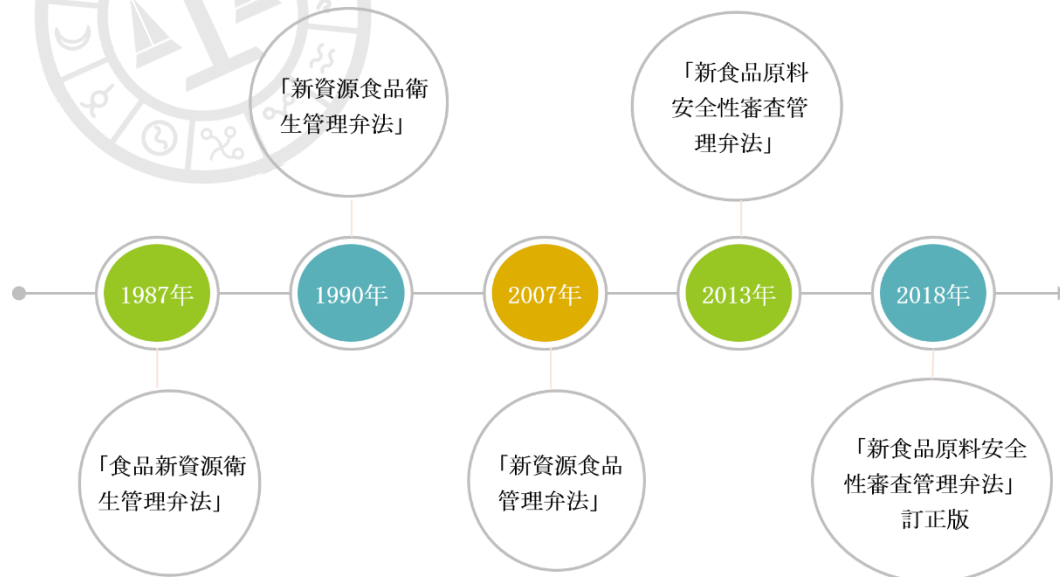 「新資源食品衛
生管理弁法」
「新食品原料
安全性審査管
理弁法」
1987年
1990年
2007年
2013年
2018年
「食品新資源衛
生管理弁法」
「新資源食品
管理弁法」
「新食品原料安全
性審査管理弁法」
訂正版